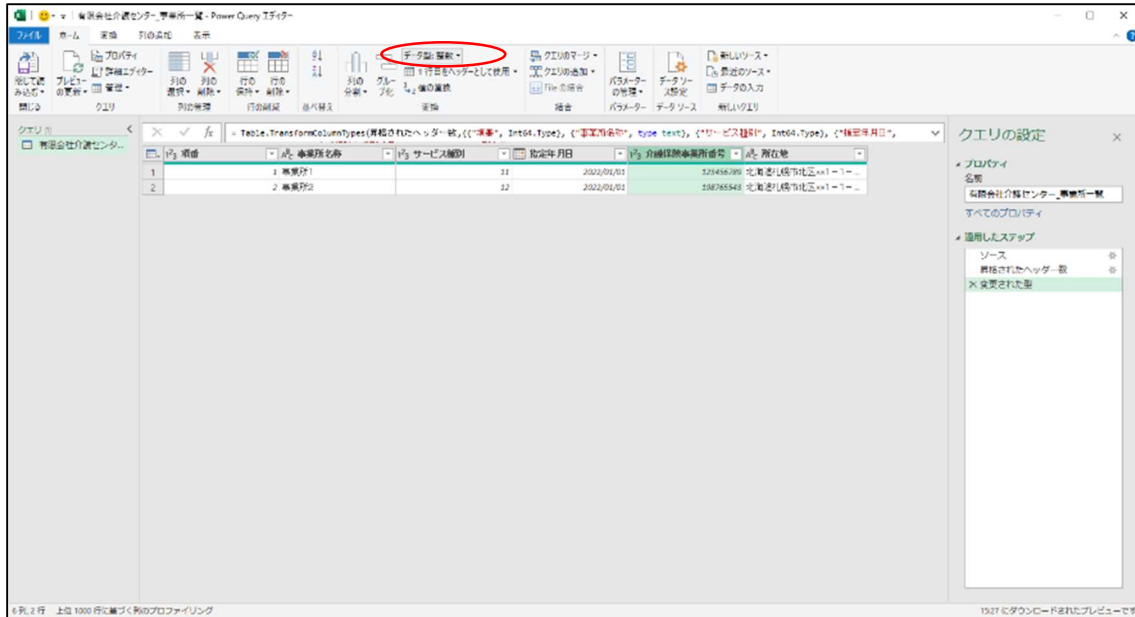 有限会社介護センター_事業所一覧 - Power Query エディター
ファイル ホーム 変換 列の追加 表示
閉じて読み込む プレビューの更新 プロパティ 詳細エディター 管理
列の選択 列の削除 行の保持 行の削除 列の分割 グループ化
データ型: 整数
1 行目をヘッダーとして使用
値の置換
クエリのマージ
クエリの追加
File の結合
パラメーターの管理 データ ソース設定
新しいソース
最近のソース
データの入力
閉じる クエリ 列の管理 行の削減 並べ替え 変換 結合 パラメーター データ ソース 新しいクエリ
クエリ
有限会社介護センタ...
= Table.TransformColumnTypes(昇格されたヘッダー数,{{"項番", Int64.Type}, {"事業所名称", type text}, {"サービス種別", Int64.Type}, {"指定年月日",
項番 事業所名称 サービス種別 指定年月日 介護保険事業所番号 所在地
1 1 事業所1 11 2022/01/01 123456789
2 2 事業所2 12 2022/01/01 198765543
クエリの設定
プロパティ
名前
有限会社介護センター_事業所一覧
すべてのプロパティ
適用したステップ
ソース
昇格されたヘッダー数
変更された型
6 列、2 行 上位 1000 行に基づく列のプロファイリング
15:27 にダウンロードされたプレビューです